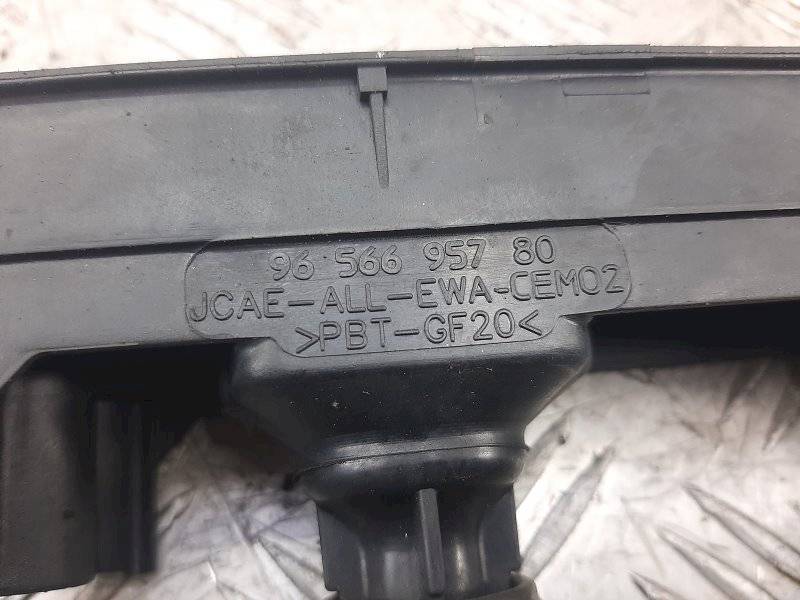 96 566 957 80
JCAE-ALL-EWA-CEM02
>PBT-GF20<